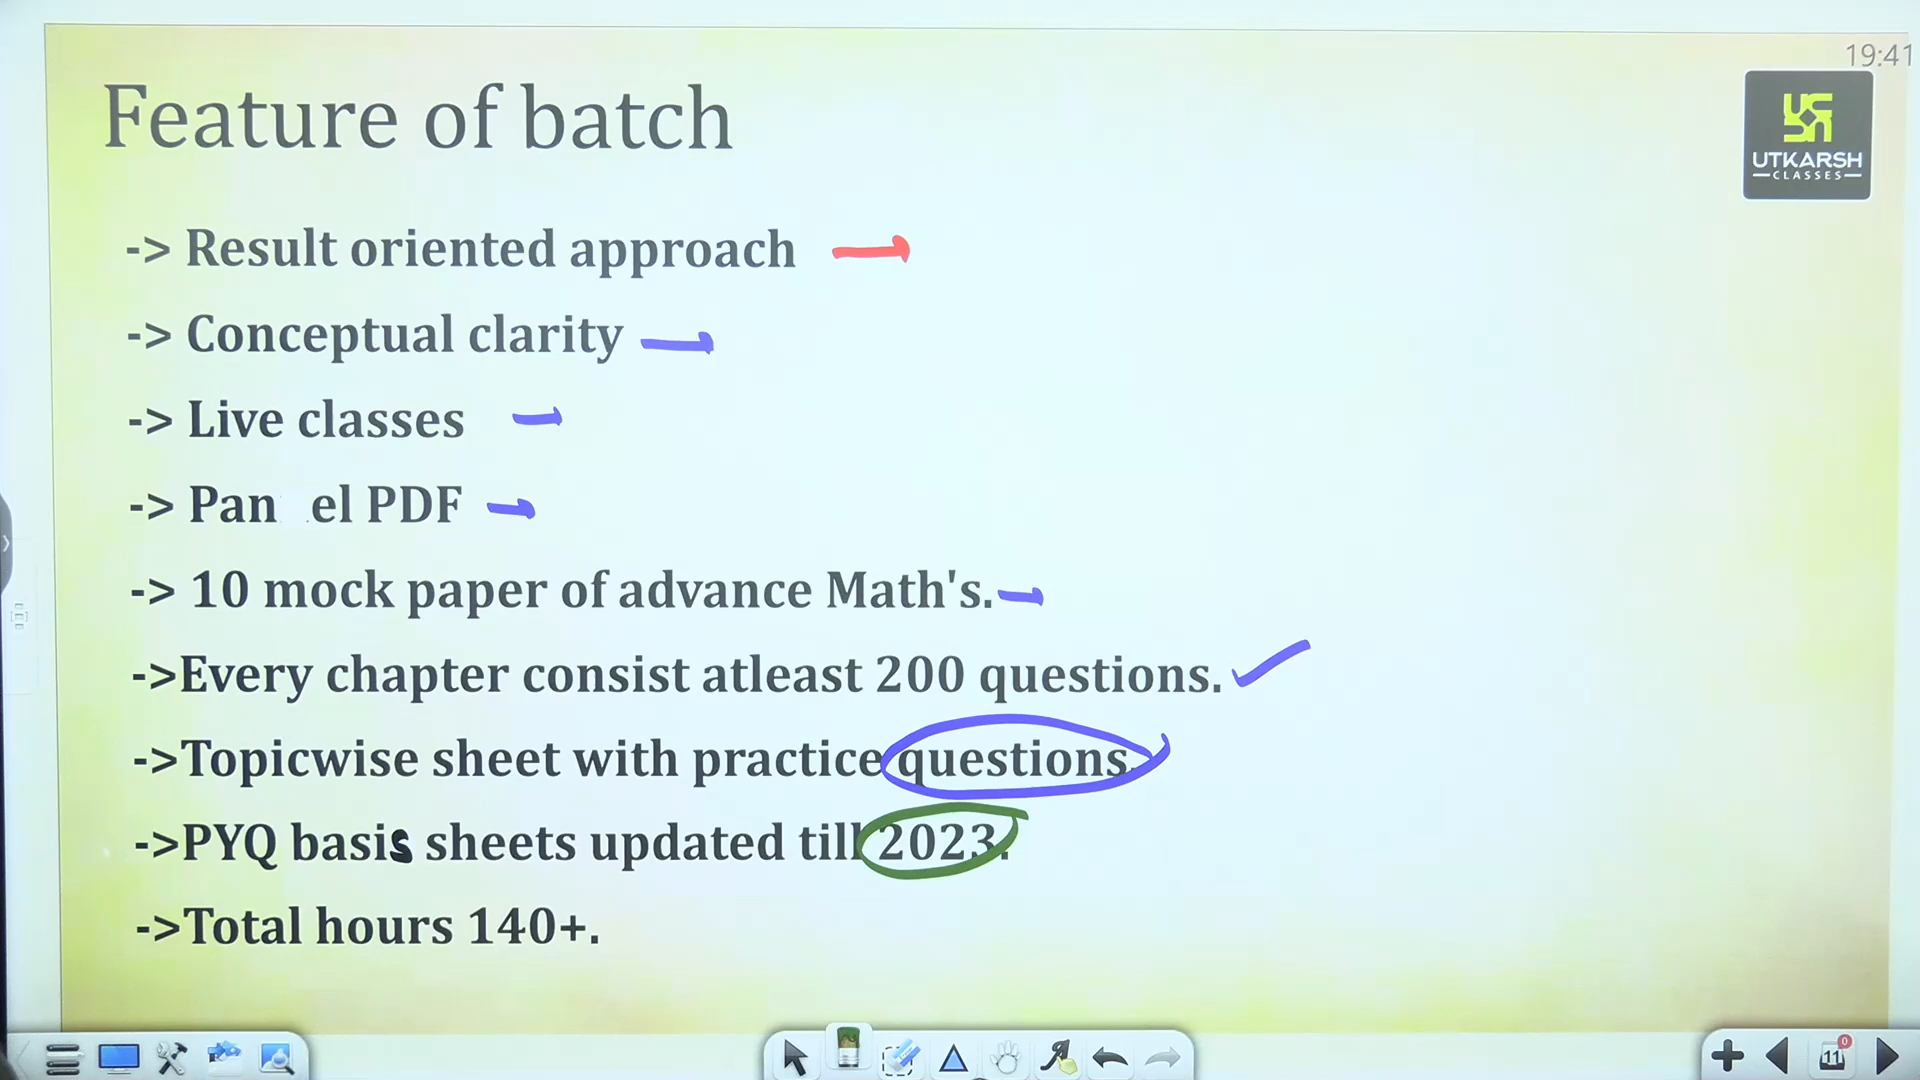 19:41
Feature of batch
UTKARSH
CLASSES
-> Result oriented approach
-> Conceptual clarity
-> Live classes
-> Pan el PDF
-> 10 mock paper of advance Math's.
->Every chapter consist atleast 200 questions.
->Topicwise sheet with practice questions.
->PYQ basis sheets updated till 2023.
->Total hours 140+.
11
0